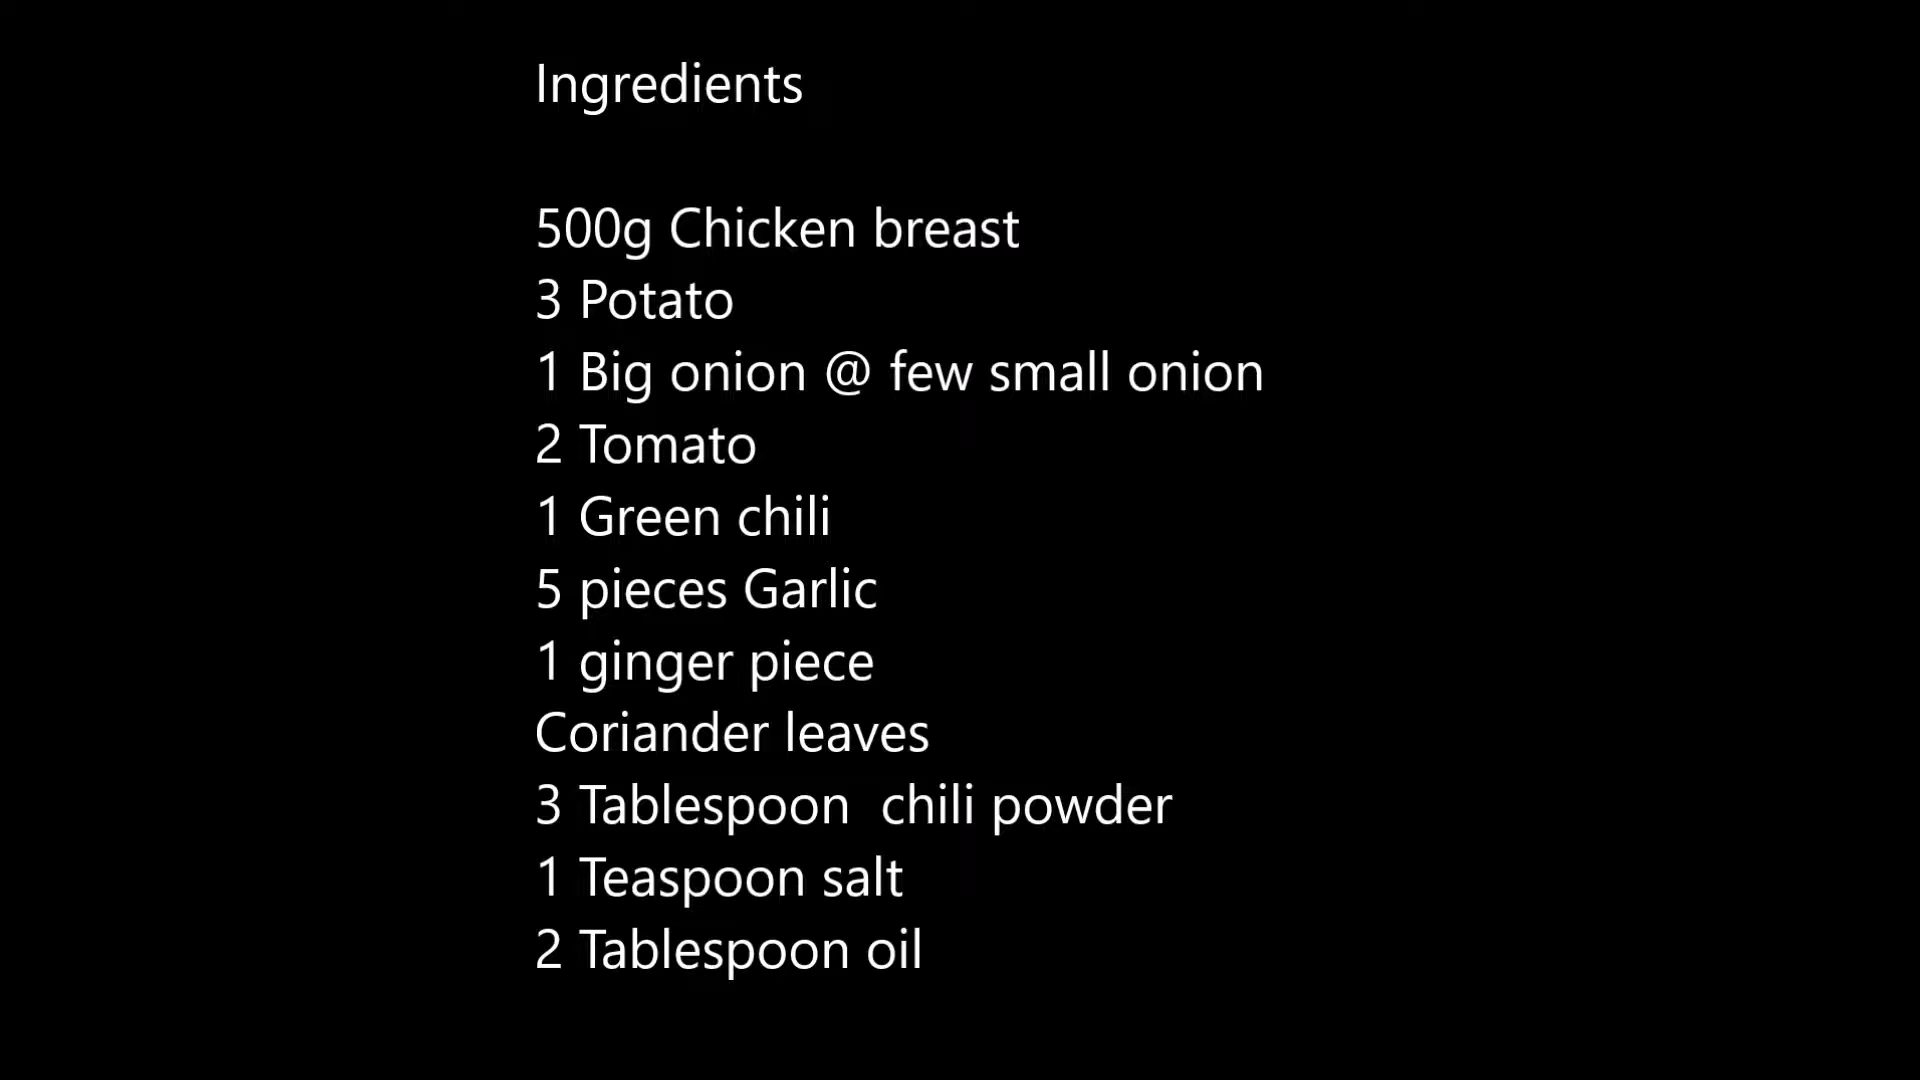 Ingredients
500g Chicken breast
3 Potato
1 Big onion @ few small onion
2 Tomato
1 Green chili
5 pieces Garlic
1 ginger piece
Coriander leaves
3 Tablespoon  chili powder
1 Teaspoon salt
2 Tablespoon oil